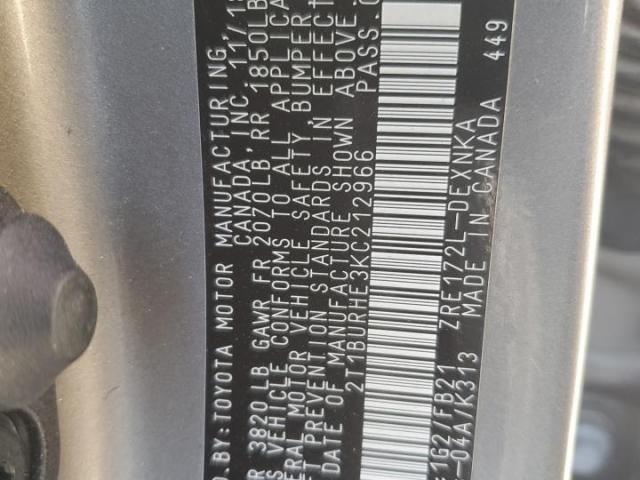 D.BY:TOYOTA MOTOR MANUFACTURING
CANADA, INC. 11/1
R 3820LB GAWR FR 2070LB,RR 1850LB
S VEHICLE CONFORMS TO ALL APPLICA
ERAL MOTOR VEHICLE SAFETY BUMPER
T PREVENTION STANDARDS IN EFFECT
DATE OF MANUFACTURE SHOWN ABOVE
2T1BURHE3KC212966 PASS.
1G2/FB21 ZRE172L-DEXNKA
-04A/K313 MADE IN CANADA 449